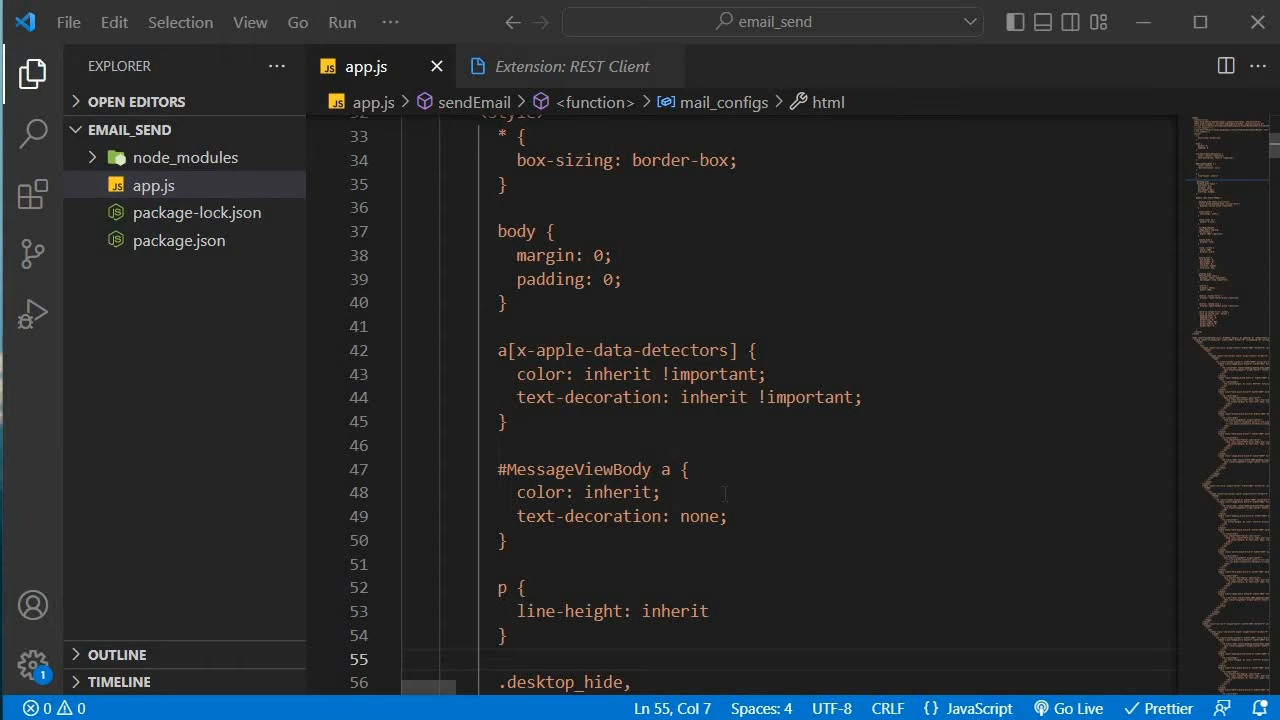 File Edit Selection View Go Run ···
email_send
EXPLORER
app.js
Extension: REST Client
OPEN EDITORS
EMAIL_SEND
node_modules
app.js
package-lock.json
package.json
OUTLINE
TIMELINE
app.js > sendEmail > <function> > mail_configs > html
33 * {
34 box-sizing: border-box;
35 }
36
37 body {
38 margin: 0;
39 padding: 0;
40 }
41
42 a[x-apple-data-detectors] {
43 color: inherit !important;
44 text-decoration: inherit !important;
45 }
46
47 #MessageViewBody a {
48 color: inherit;
49 text-decoration: none;
50 }
51
52 p {
53 line-height: inherit
54 }
55
56 .desktop_hide,
1
0 0 Ln 55, Col 7 Spaces: 4 UTF-8 CRLF {} JavaScript Go Live Prettier